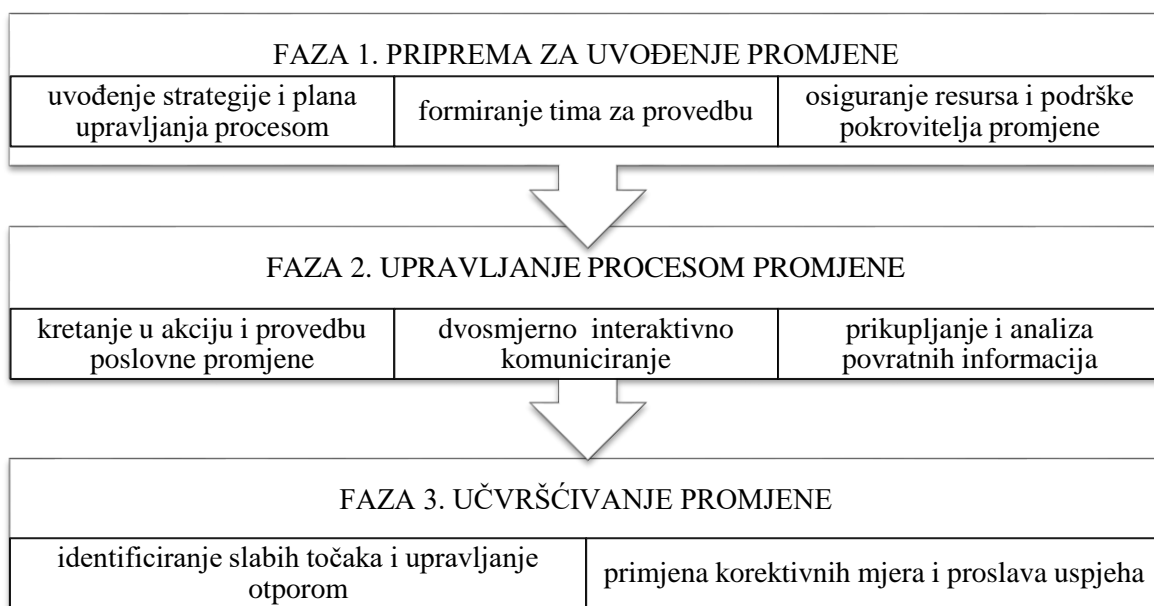 FAZA 1. PRIPREMA ZA UVOĐENJE PROMJENE
uvođenje strategije i plana
upravljanja procesom
formiranje tima za provedbu
osiguranje resursa i podrške
pokrovitelja promjene
FAZA 2. UPRAVLJANJE PROCESOM PROMJENE
kretanje u akciju i provedbu
poslovne promjene
dvosmjerno interaktivno
komuniciranje
prikupljanje i analiza
povratnih informacija
FAZA 3. UČVRŠĆIVANJE PROMJENE
identificiranje slabih točaka i upravljanje
otporom
primjena korektivnih mjera i proslava uspjeha